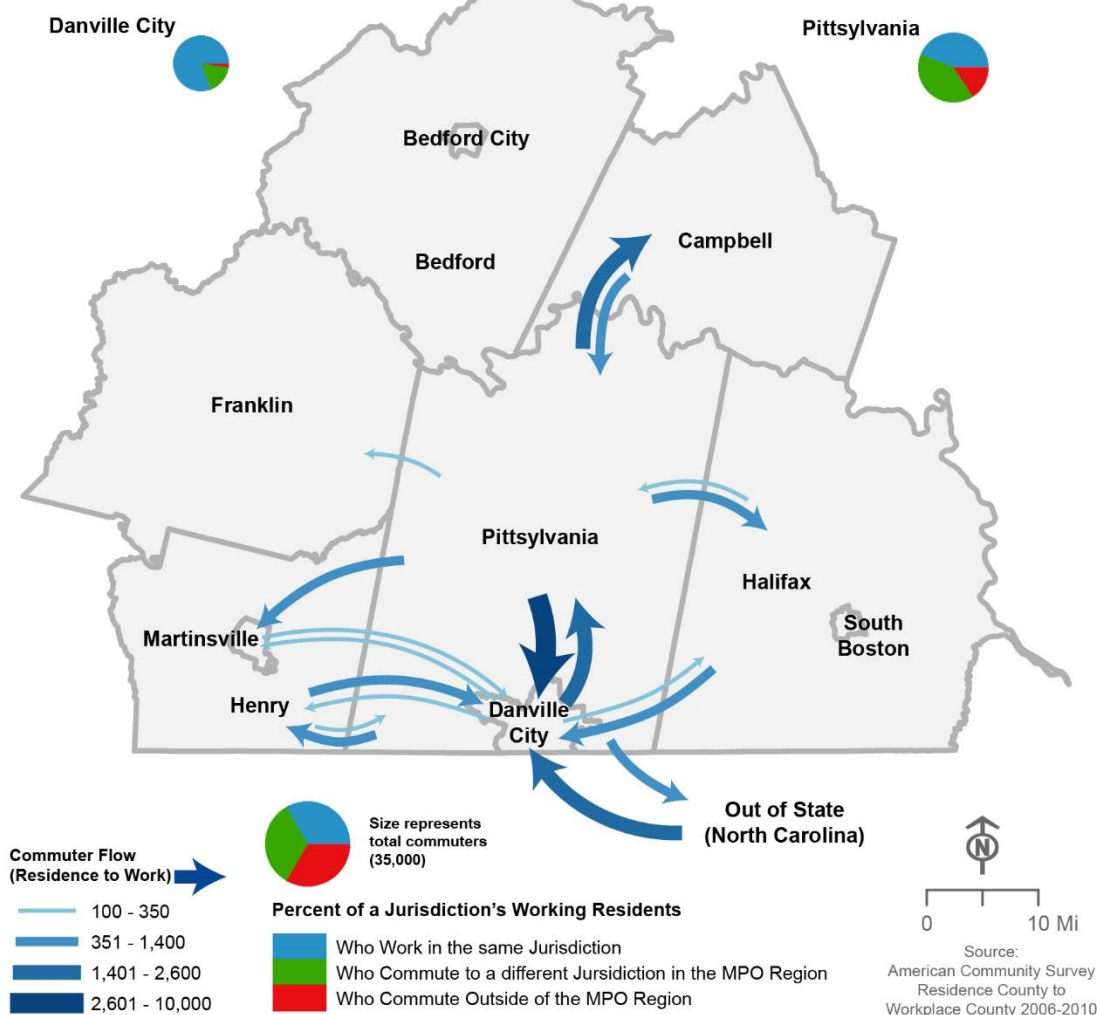 Danville City
Pittsylvania
Bedford City
Campbell
Bedford
Franklin
Pittsylvania
Halifax
Martinsville
South
Boston
Henry
Danville
City
Out of State
(North Carolina)
Size represents
total commuters
(35,000)
Commuter Flow
(Residence to Work)
100 - 350
351 - 1,400
1,401 - 2,600
2,601 - 10,000
Percent of a Jurisdiction's Working Residents
Who Work in the same Jurisdiction
Who Commute to a different Jursidiction in the MPO Region
Who Commute Outside of the MPO Region
N
0 10 Mi
Source:
American Community Survey
Residence County to
Workplace County 2006-2010